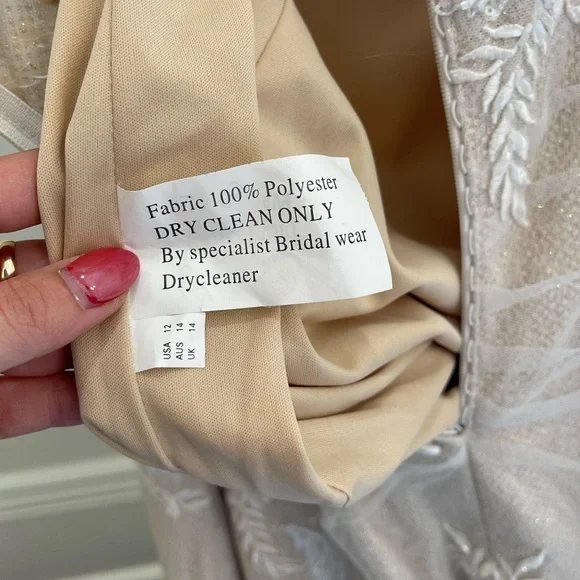 Fabric 100% Polyester
DRY CLEAN ONLY
By specialist Bridal wear
Drycleaner
USA 12
AUS 14
UK 14